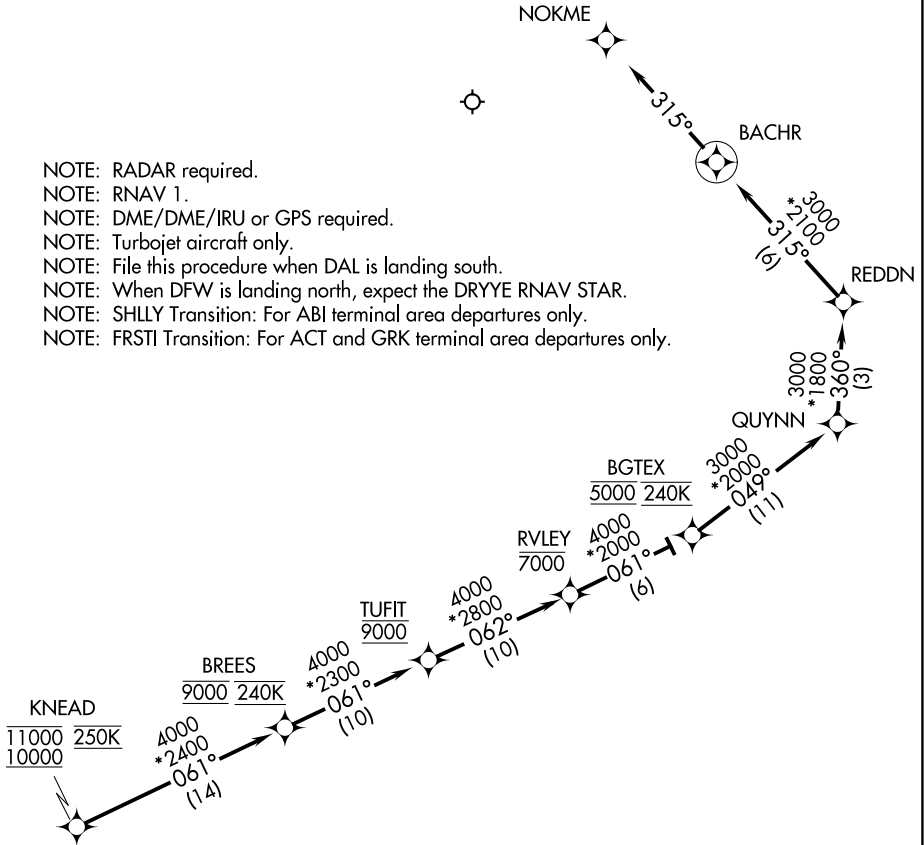 NOKME
315°
BACHR
NOTE: RADAR required.
NOTE: RNAV 1.
NOTE: DME/DME/IRU or GPS required.
NOTE: Turbojet aircraft only.
NOTE: File this procedure when DAL is landing south.
NOTE: When DFW is landing north, expect the DRYYE RNAV STAR.
NOTE: SHLLY Transition: For ABI terminal area departures only.
NOTE: FRSTI Transition: For ACT and GRK terminal area departures only.
3000
*2100
315°
(6)
REDDN
3000
*1800
360°
(3)
QUYNN
3000
*2000
049°
(11)
BGTEX
5000 240K
4000
*2000
061°
(6)
RVLEY
7000
4000
*2800
062°
(10)
TUFIT
9000
4000
*2300
061°
(10)
BREES
9000 240K
4000
*2400
061°
(14)
KNEAD
11000 250K
10000